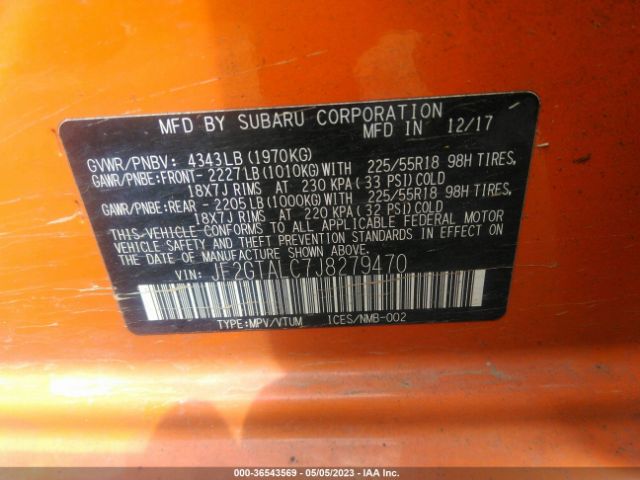 MFD BY SUBARU CORPORATION
MFD IN 12/17
GVWR/PNBV: 4343LB(1970KG)
GAWR/PNBE:FRONT- 2227LB(1010KG)WITH 225/55R18 98H TIRES,
18X7J RIMS AT 230 KPA(33 PSI)COLD
GAWR/PNBE:REAR - 2205LB(1000KG)WITH 225/55R18 98H TIRES,
18X7J RIMS AT 220 KPA(32 PSI)COLD
THIS VEHICLE CONFORMS TO ALL APPLICABLE FEDERAL MOTOR
VEHICLE SAFETY AND THEFT PREVENTION STANDARDS IN EFFECT ON
THE DATE OF MANUFACTURE SHOWN ABOVE.
VIN: JF2GTALC7J8279470
TYPE:MPV/VTUM ICES/NMB-002
000-36543569 - 05/05/2023 - IAA Inc.